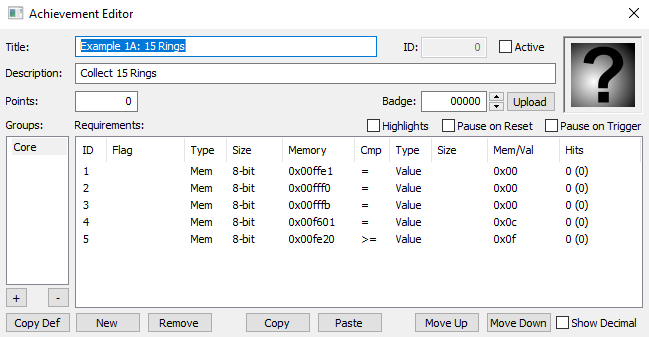 Achievement Editor
Title: Example 1A: 15 Rings ID: 0 Active
Description: Collect 15 Rings
Points: 0 Badge: 00000 Upload
Groups: Requirements: Highlights Pause on Reset Pause on Trigger
Core
ID Flag Type Size Memory Cmp Type Size Mem/Val Hits
1 Mem 8-bit 0x00ffe1 = Value 0x00 0 (0)
2 Mem 8-bit 0x00fff0 = Value 0x00 0 (0)
3 Mem 8-bit 0x00fffb = Value 0x00 0 (0)
4 Mem 8-bit 0x00f601 = Value 0x0c 0 (0)
5 Mem 8-bit 0x00fe20 >= Value 0x0f 0 (0)
+ -
Copy Def New Remove Copy Paste Move Up Move Down Show Decimal
?